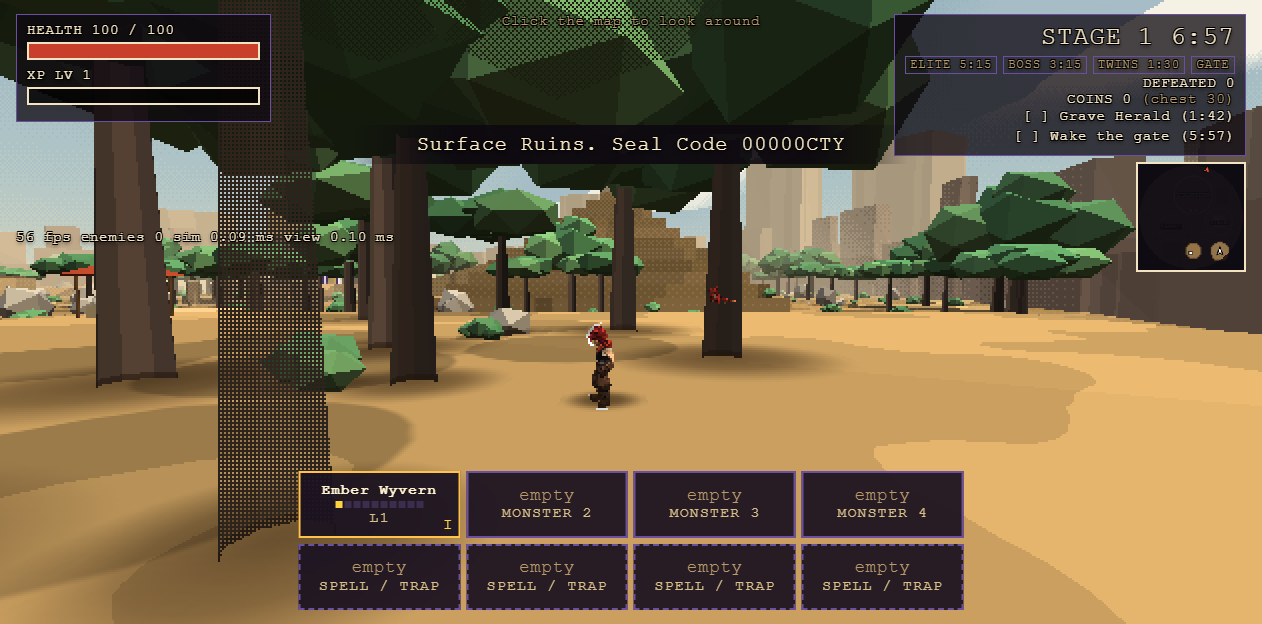 HEALTH 100 / 100
XP LV 1
Click the map to look around
STAGE 1 6:57
ELITE 5:15 BOSS 3:15 TWINS 1:30 GATE
DEFEATED 0
COINS 0 (chest 30)
[ ] Grave Herald (1:42)
[ ] Wake the gate (5:57)
Surface Ruins. Seal Code 00000CTY
56 fps enemies 0 sim 0.09 ms view 0.10 ms
Ember Wyvern
L1
I
empty
MONSTER 2
empty
MONSTER 3
empty
MONSTER 4
empty
SPELL / TRAP
empty
SPELL / TRAP
empty
SPELL / TRAP
empty
SPELL / TRAP